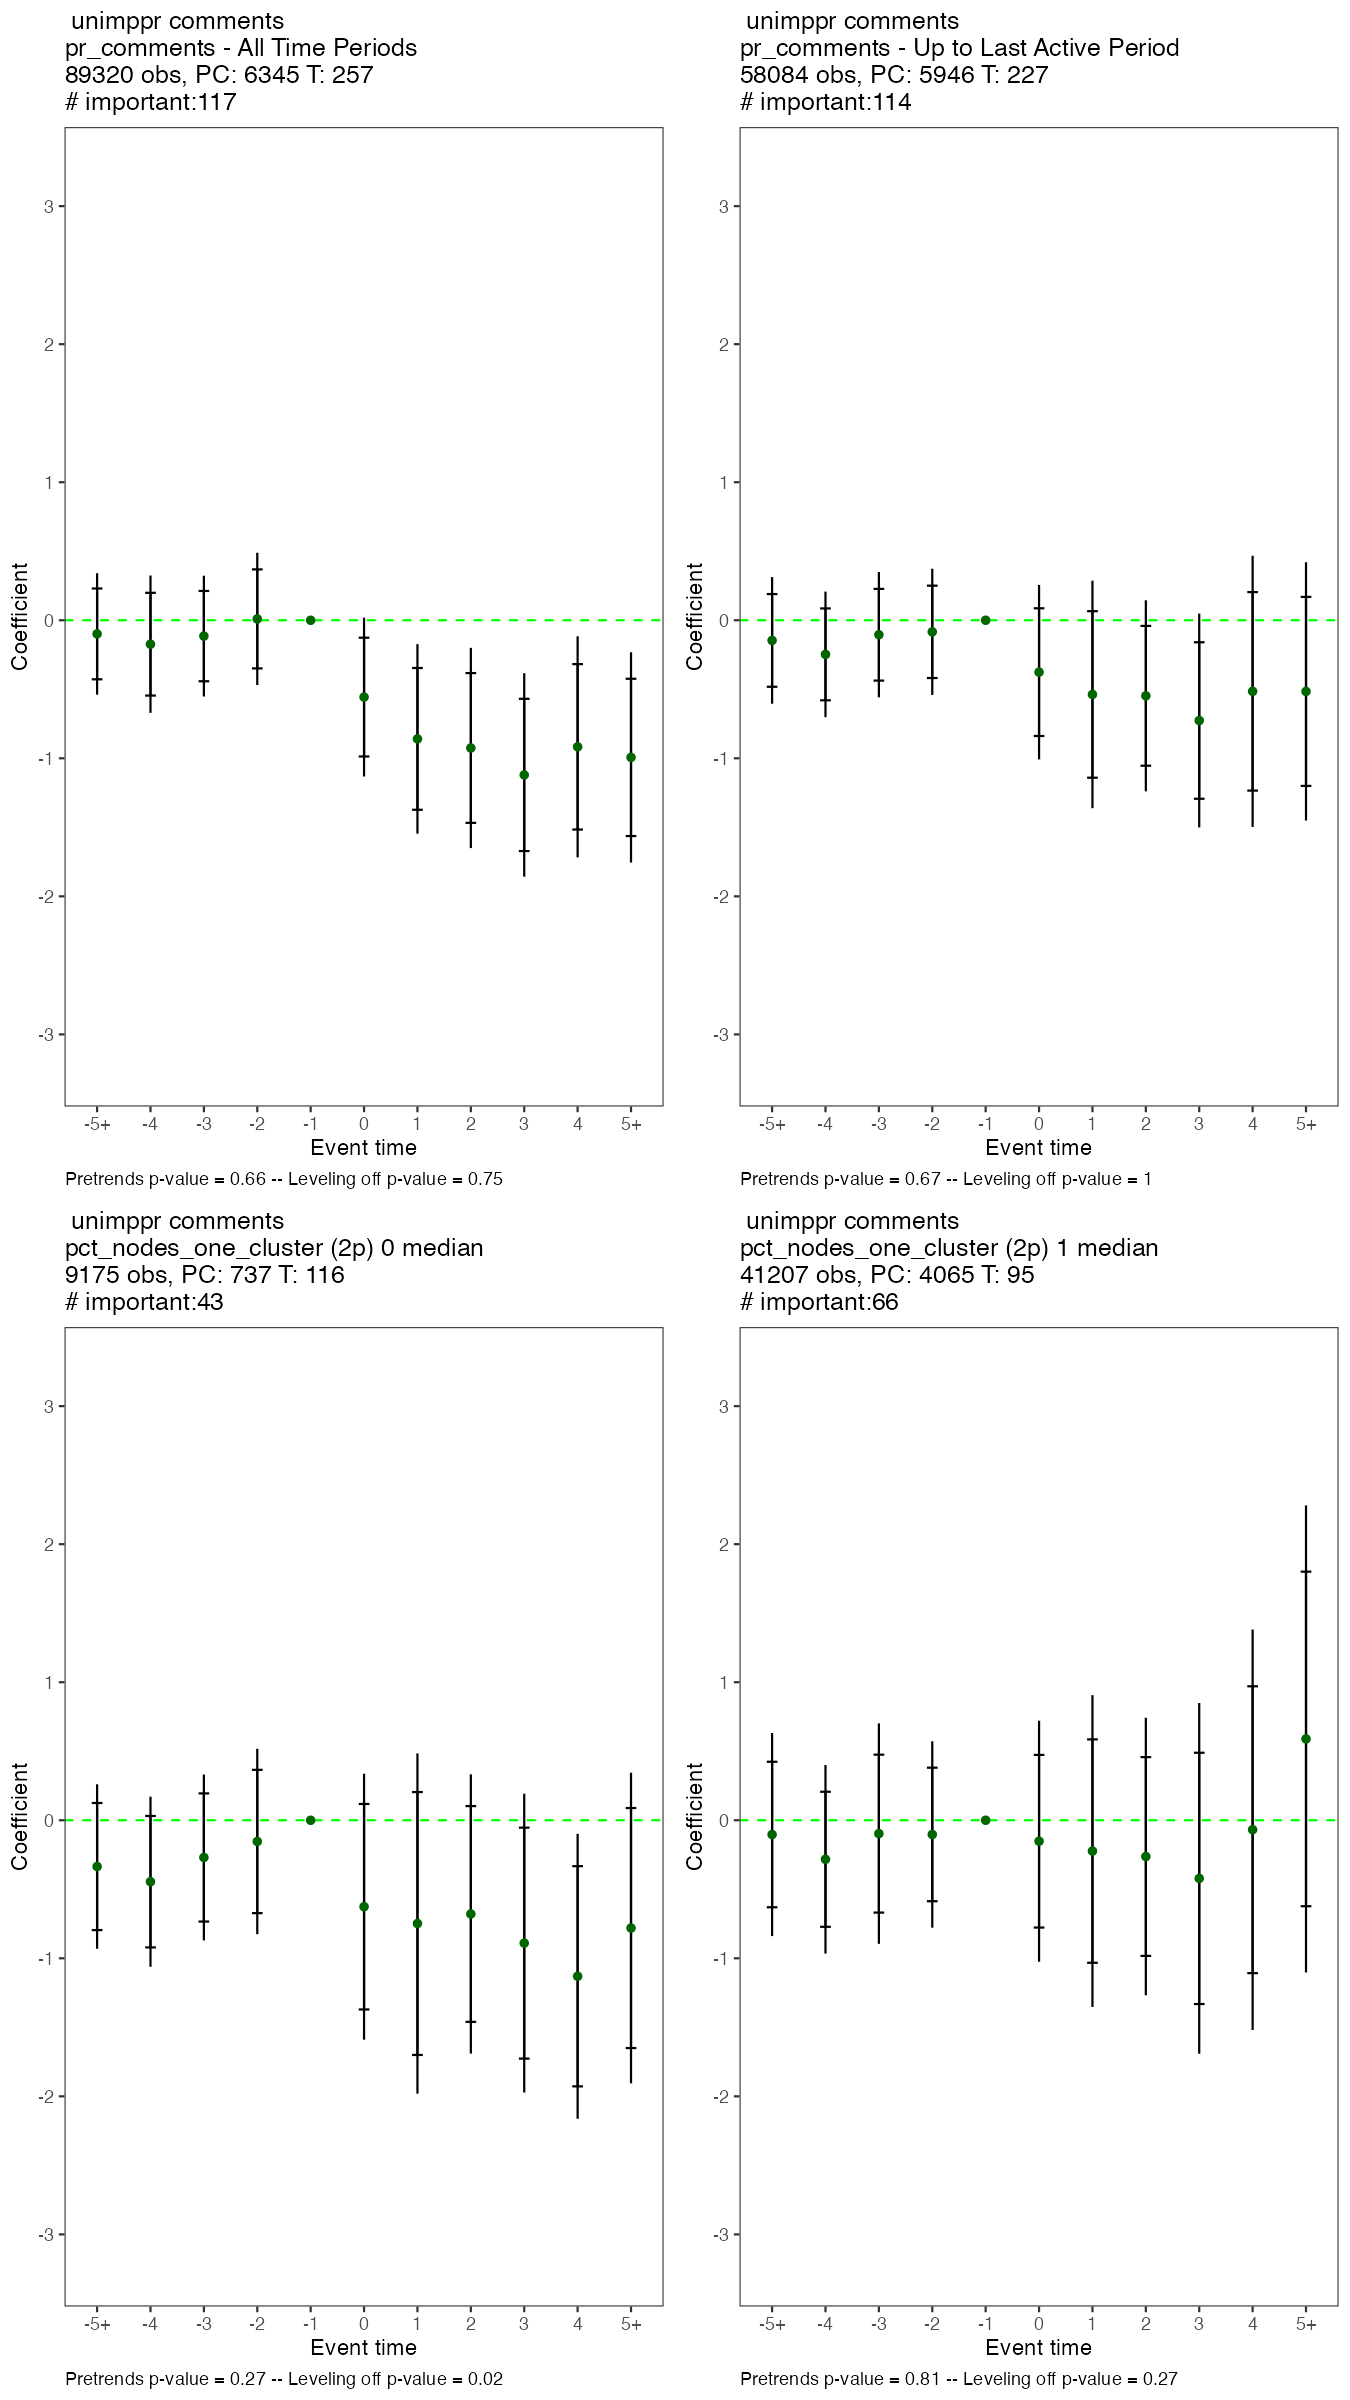 unimppr comments
pr_comments - All Time Periods
89320 obs, PC: 6345 T: 257
# important:117
3
2
1
0
-1
-2
-3
Coefficient
-5+ -4 -3 -2 -1 0 1 2 3 4 5+
Event time
Pretrends p-value = 0.66 -- Leveling off p-value = 0.75
unimppr comments
pr_comments - Up to Last Active Period
58084 obs, PC: 5946 T: 227
# important:114
3
2
1
0
-1
-2
-3
Coefficient
-5+ -4 -3 -2 -1 0 1 2 3 4 5+
Event time
Pretrends p-value = 0.67 -- Leveling off p-value = 1
unimppr comments
pct_nodes_one_cluster (2p) 0 median
9175 obs, PC: 737 T: 116
# important:43
3
2
1
0
-1
-2
-3
Coefficient
-5+ -4 -3 -2 -1 0 1 2 3 4 5+
Event time
Pretrends p-value = 0.27 -- Leveling off p-value = 0.02
unimppr comments
pct_nodes_one_cluster (2p) 1 median
41207 obs, PC: 4065 T: 95
# important:66
3
2
1
0
-1
-2
-3
Coefficient
-5+ -4 -3 -2 -1 0 1 2 3 4 5+
Event time
Pretrends p-value = 0.81 -- Leveling off p-value = 0.27